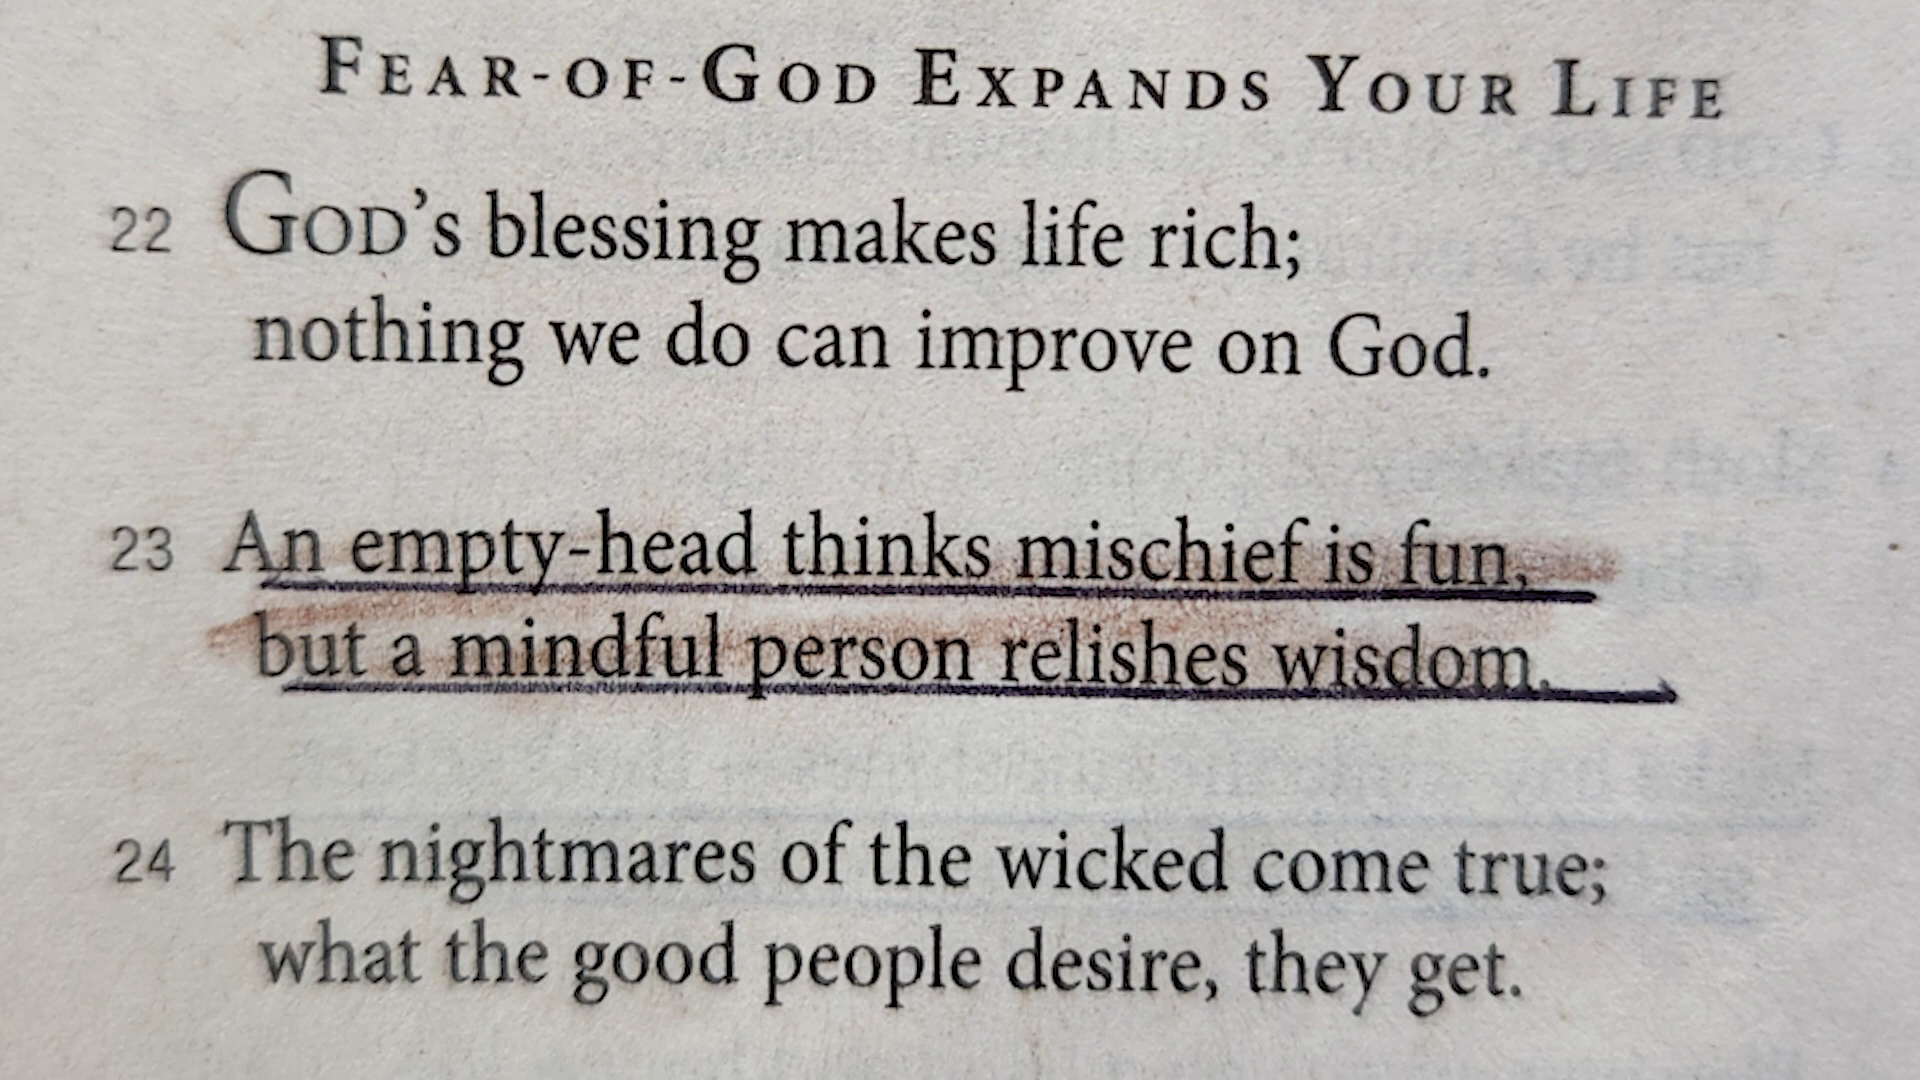 FEAR-OF-GOD EXPANDS YOUR LIFE
22 GOD's blessing makes life rich;
nothing we do can improve on God.
23 An empty-head thinks mischief is fun,
but a mindful person relishes wisdom.
24 The nightmares of the wicked come true;
what the good people desire, they get.